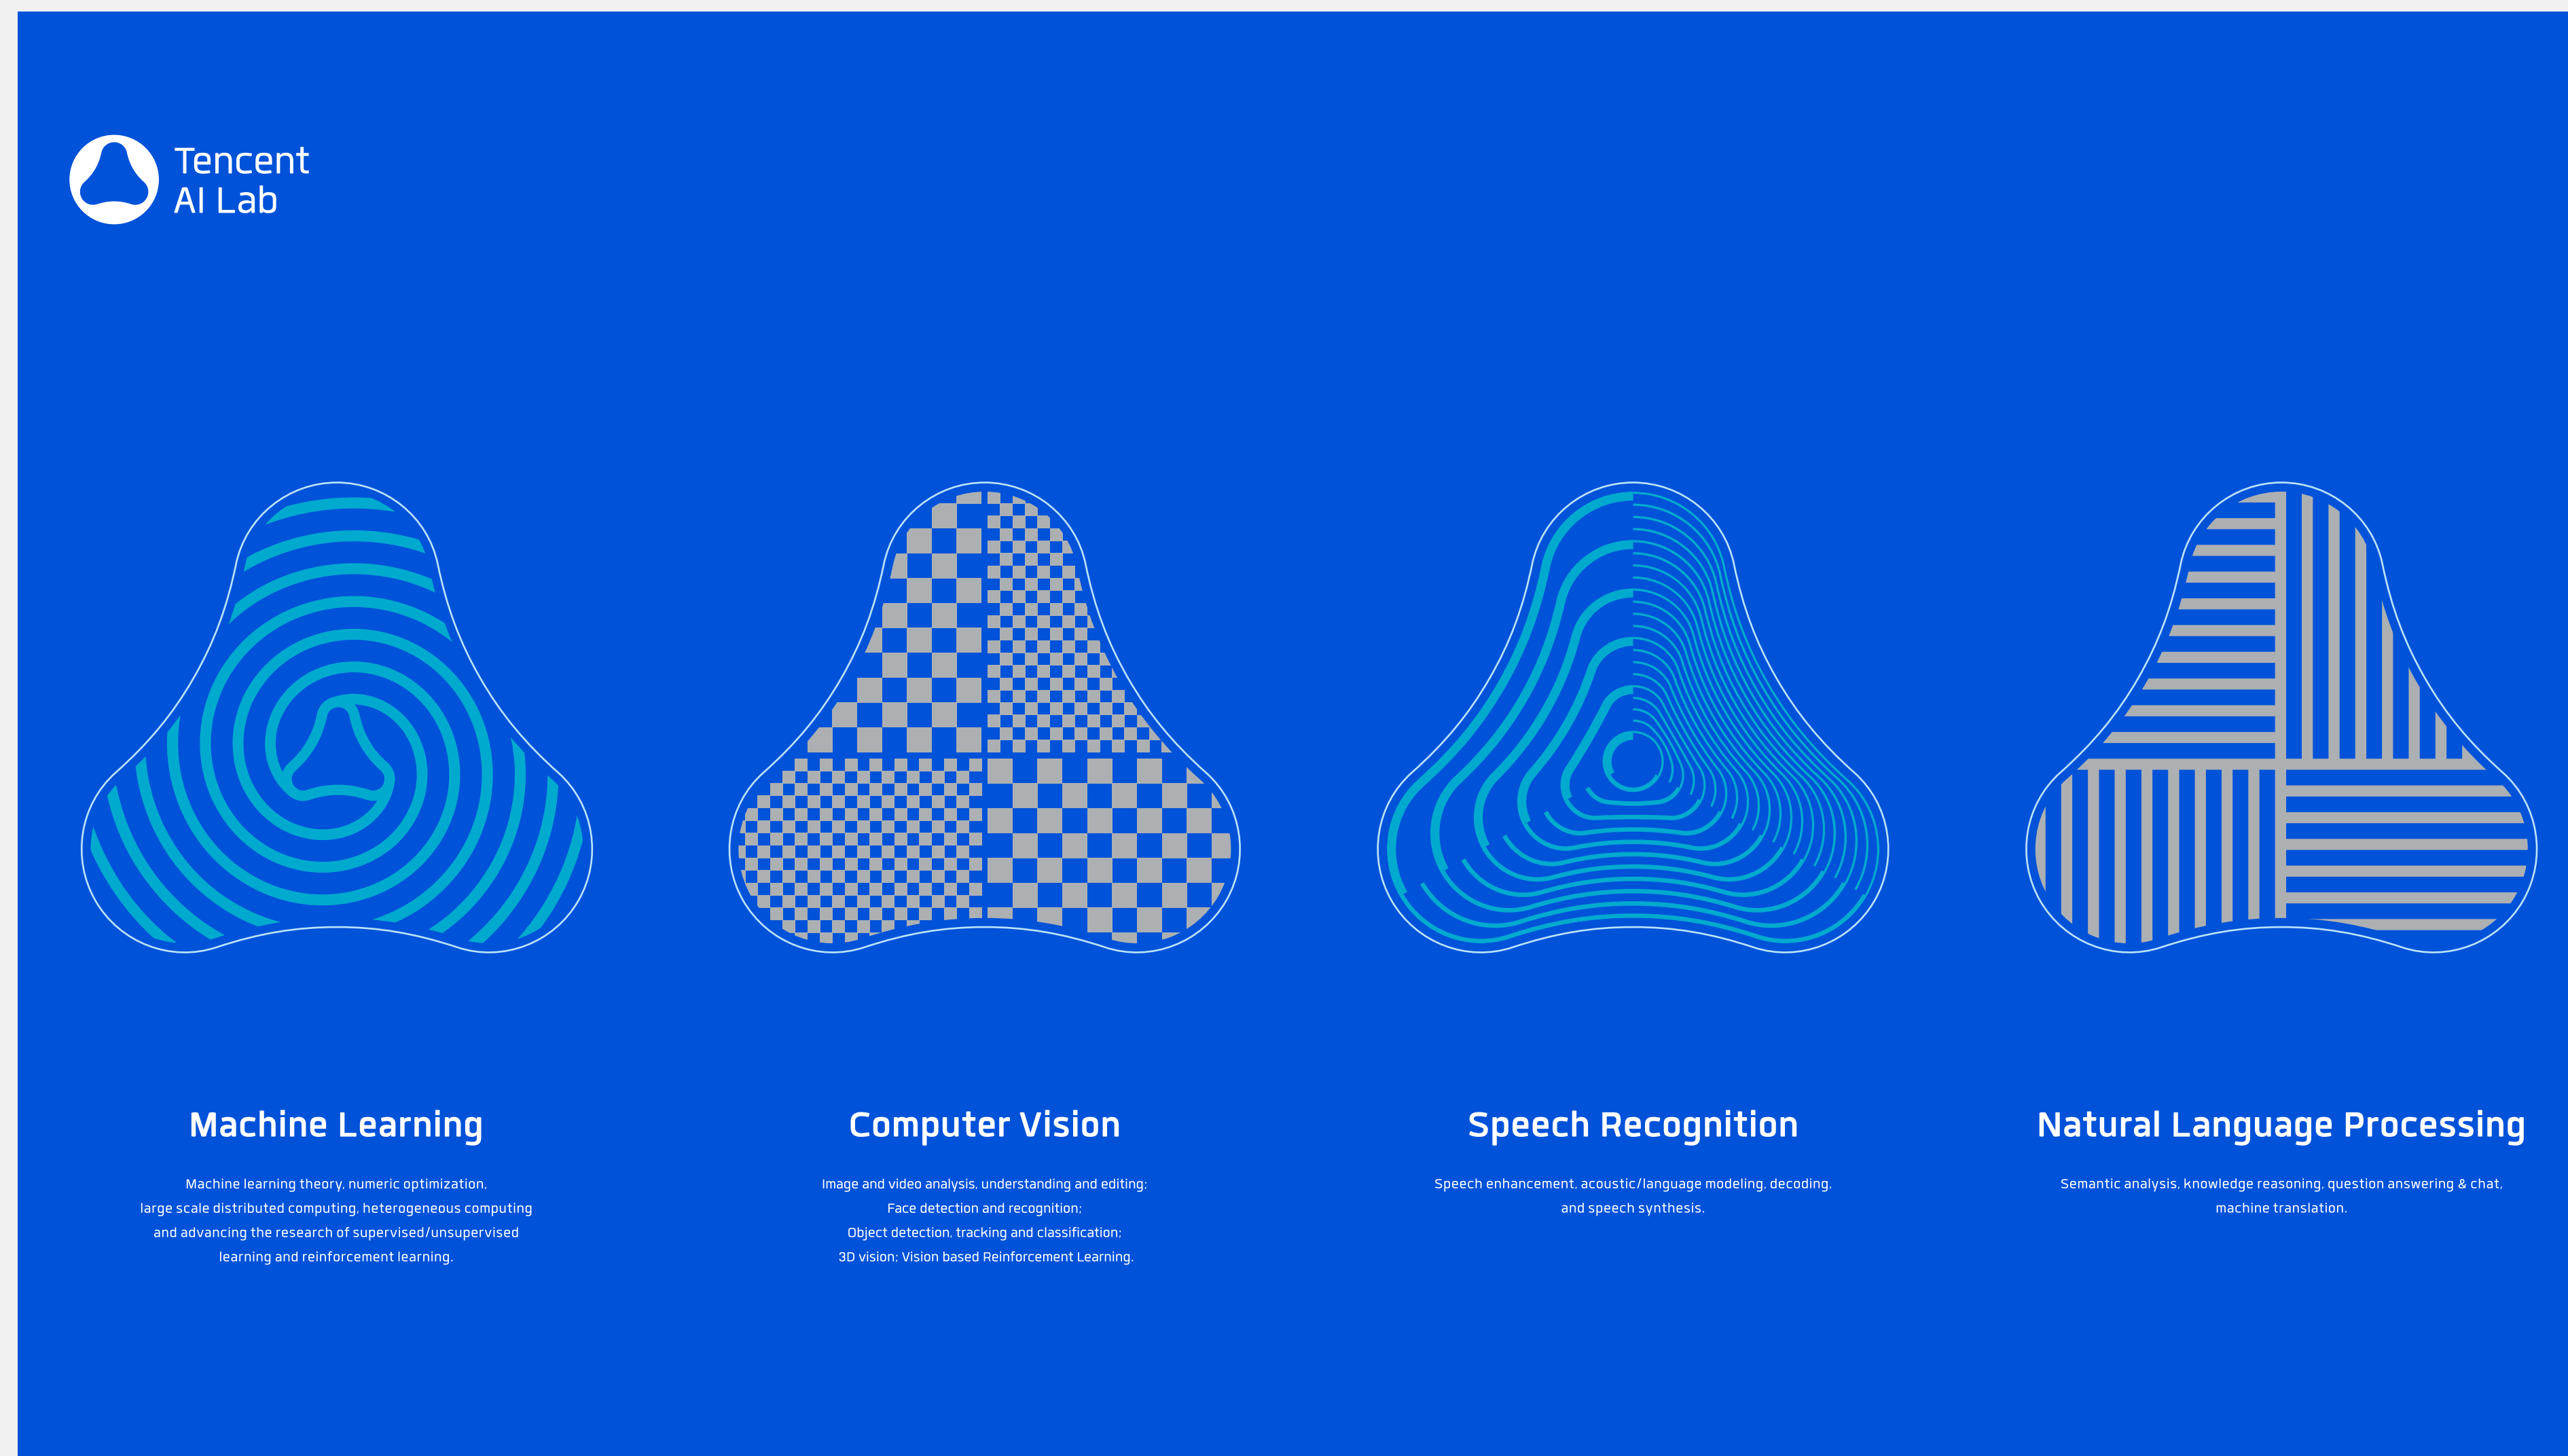 Tencent
AI Lab
Machine Learning
Machine learning theory, numeric optimization,
large scale distributed computing, heterogeneous computing
and advancing the research of supervised/unsupervised
learning and reinforcement learning.
Computer Vision
Image and video analysis, understanding and editing;
Face detection and recognition;
Object detection, tracking and classification;
3D vision; Vision based Reinforcement Learning.
Speech Recognition
Speech enhancement, acoustic/language modeling, decoding,
and speech synthesis.
Natural Language Processing
Semantic analysis, knowledge reasoning, question answering & chat,
machine translation.